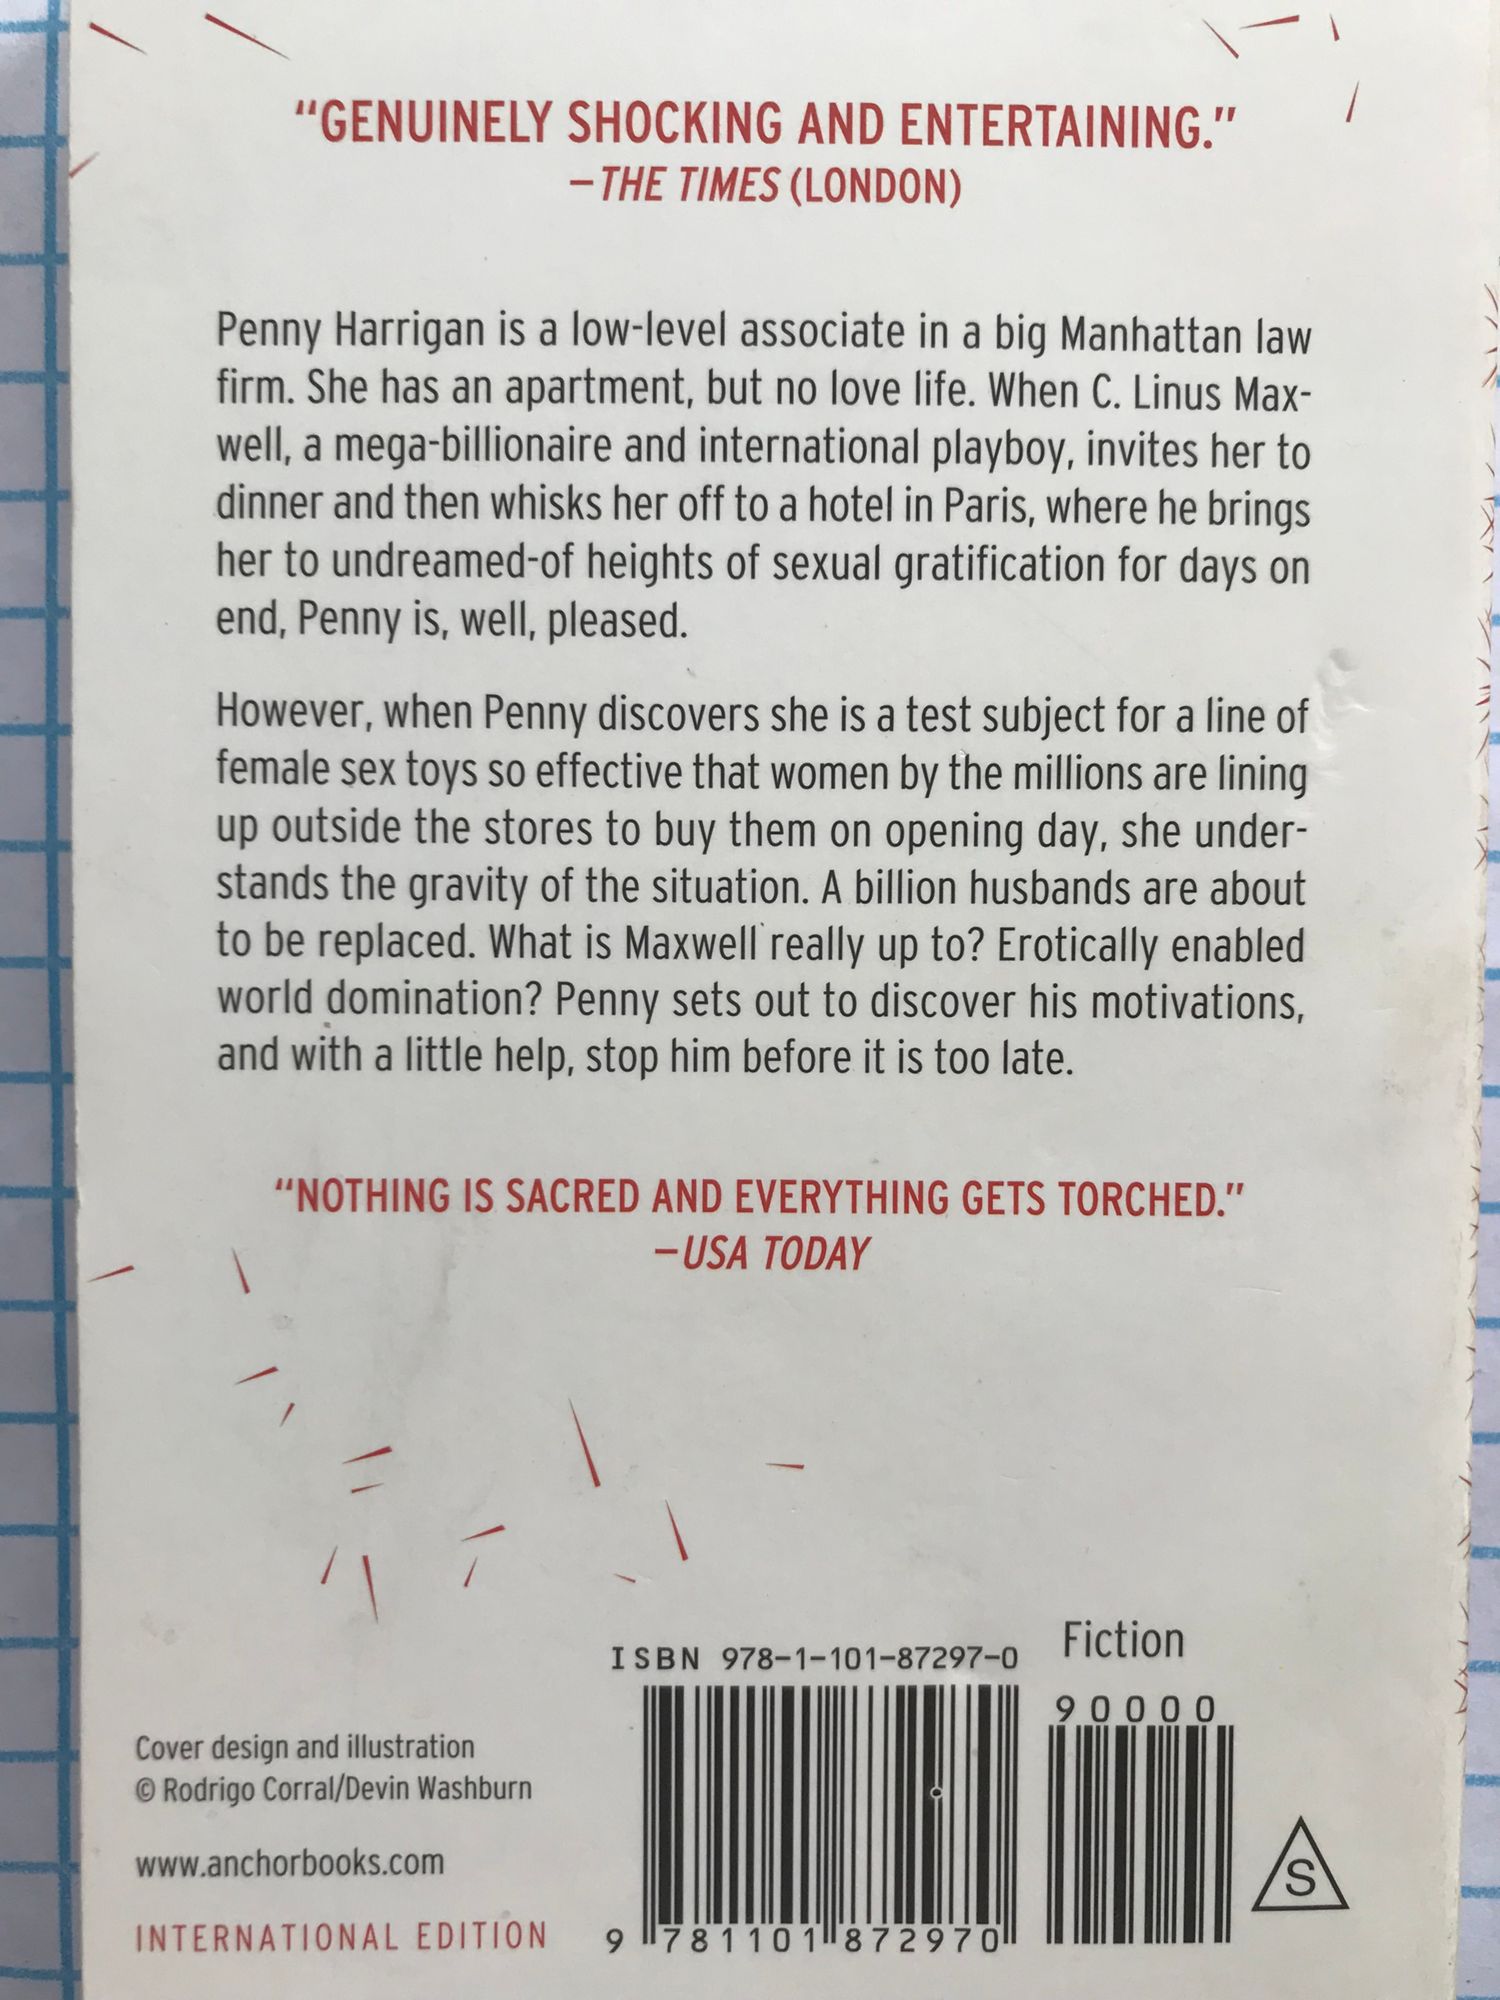 “GENUINELY SHOCKING AND ENTERTAINING.”
—THE TIMES (LONDON)
Penny Harrigan is a low-level associate in a big Manhattan law
firm. She has an apartment, but no love life. When C. Linus Max-
well, a mega-billionaire and international playboy, invites her to
dinner and then whisks her off to a hotel in Paris, where he brings
her to undreamed-of heights of sexual gratification for days on
end, Penny is, well, pleased.
However, when Penny discovers she is a test subject for a line of
female sex toys so effective that women by the millions are lining
up outside the stores to buy them on opening day, she under-
stands the gravity of the situation. A billion husbands are about
to be replaced. What is Maxwell really up to? Erotically enabled
world domination? Penny sets out to discover his motivations,
and with a little help, stop him before it is too late.
“NOTHING IS SACRED AND EVERYTHING GETS TORCHED.”
—USA TODAY
Fiction
ISBN 978-1-101-87297-0
90000
Cover design and illustration
© Rodrigo Corral/Devin Washburn
www.anchorbooks.com
INTERNATIONAL EDITION
9 781101 872970
S